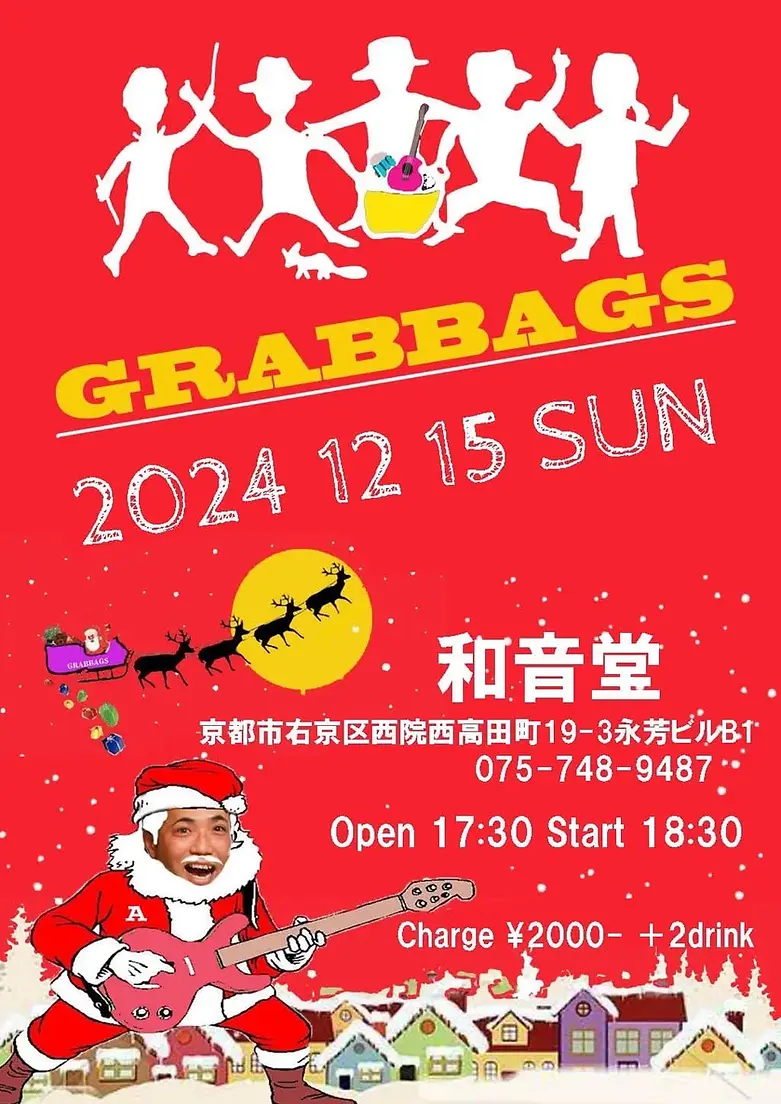 GRABBAGS
2024 12 15 SUN
GRABBAGS
和音堂
京都市右京区西院西高田町19-3永芳ビルB1
075-748-9487
Open 17:30 Start 18:30
A
Charge ¥2000- +2drink